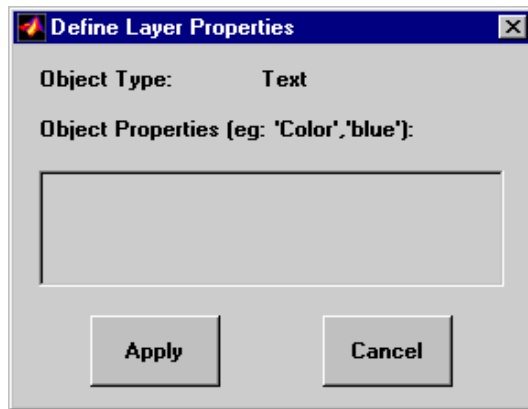 Define Layer Properties
Object Type: Text
Object Properties (eg: 'Color','blue'):
Apply Cancel